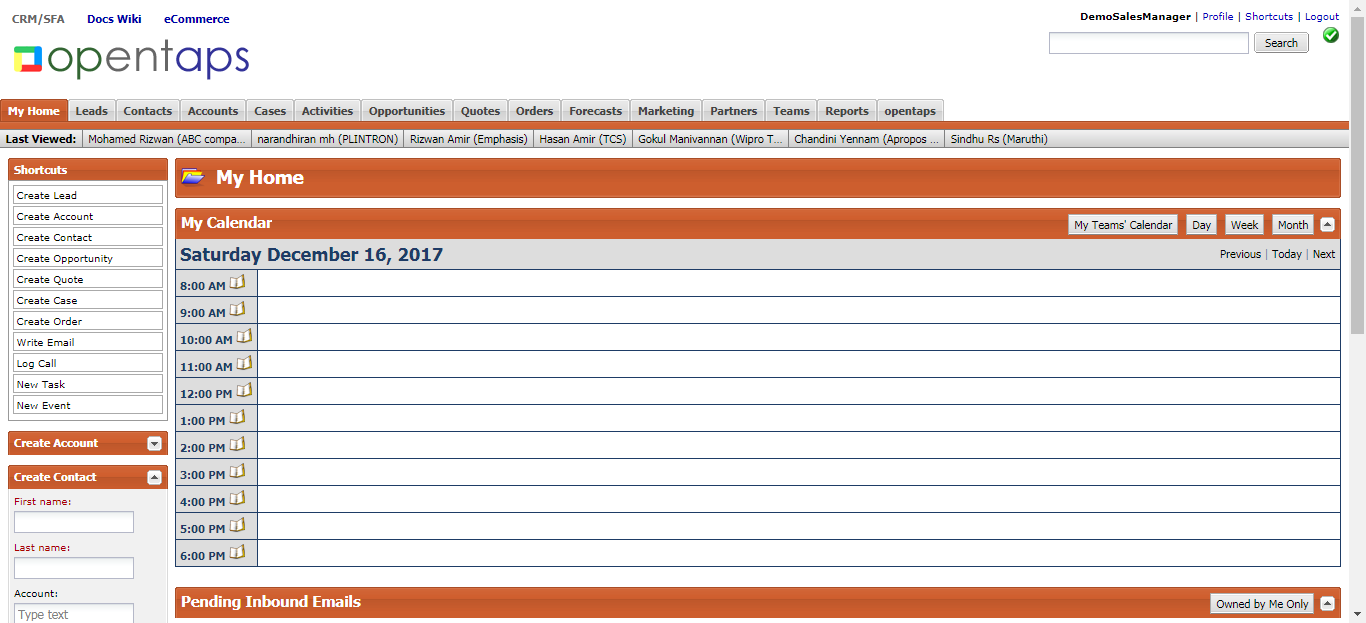 CRM/SFA Docs Wiki eCommerce
DemoSalesManager | Profile | Shortcuts | Logout
opentaps
Search
My Home Leads Contacts Accounts Cases Activities Opportunities Quotes Orders Forecasts Marketing Partners Teams Reports opentaps
Last Viewed: Mohamed Rizwan (ABC compa... narandhiran mh (PLINTRON) Rizwan Amir (Emphasis) Hasan Amir (TCS) Gokul Manivannan (Wipro T... Chandini Yennam (Apropos ... Sindhu Rs (Maruthi)
Shortcuts
Create Lead
Create Account
Create Contact
Create Opportunity
Create Quote
Create Case
Create Order
Write Email
Log Call
New Task
New Event
Create Account
Create Contact
First name:
Last name:
Account:
Type text
My Home
My Calendar
My Teams' Calendar Day Week Month
Saturday December 16, 2017
Previous | Today | Next
8:00 AM
9:00 AM
10:00 AM
11:00 AM
12:00 PM
1:00 PM
2:00 PM
3:00 PM
4:00 PM
5:00 PM
6:00 PM
Pending Inbound Emails
Owned by Me Only